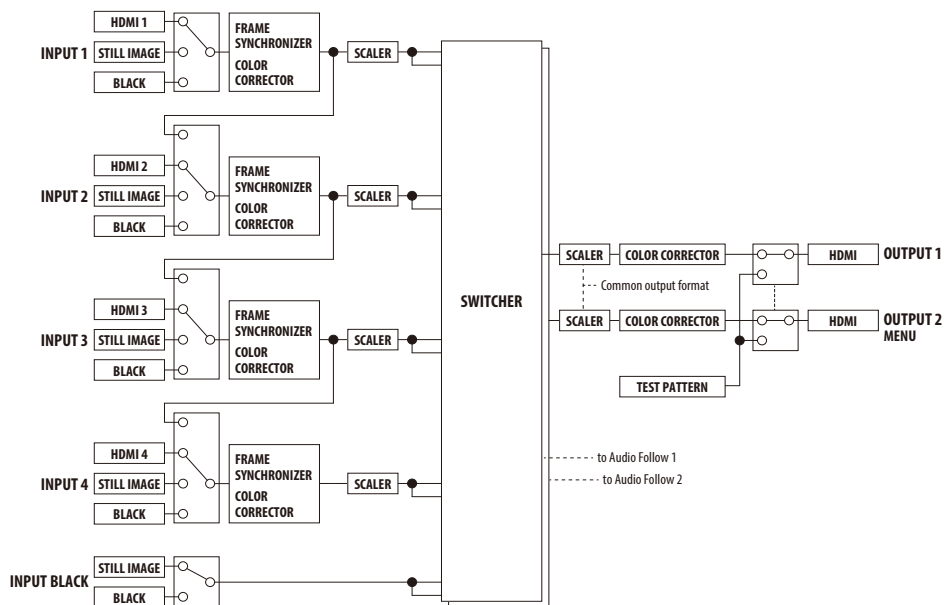 HDMI 1
INPUT 1
STILL IMAGE
BLACK
FRAME
SYNCHRONIZER
COLOR
CORRECTOR
SCALER
HDMI 2
INPUT 2
STILL IMAGE
BLACK
FRAME
SYNCHRONIZER
COLOR
CORRECTOR
SCALER
HDMI 3
INPUT 3
STILL IMAGE
BLACK
FRAME
SYNCHRONIZER
COLOR
CORRECTOR
SCALER
HDMI 4
INPUT 4
STILL IMAGE
BLACK
FRAME
SYNCHRONIZER
COLOR
CORRECTOR
SCALER
INPUT BLACK
STILL IMAGE
BLACK
SWITCHER
SCALER
COLOR CORRECTOR
HDMI
OUTPUT 1
Common output format
SCALER
COLOR CORRECTOR
HDMI
OUTPUT 2
MENU
TEST PATTERN
to Audio Follow 1
to Audio Follow 2